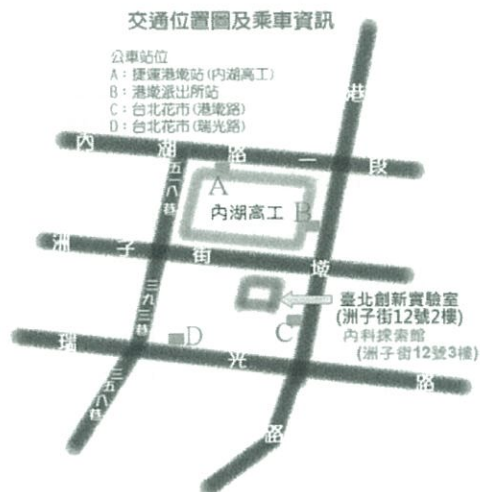 交通位置圖及乘車資訊
公車站位
A：捷運港墘站(內湖高工)
B：港墘派出所站
C：台北花市(港墘路)
D：台北花市(瑞光路)
內湖路一段
港墘路
五一八巷
A
內湖高工
B
洲子街
三九三巷
臺北創新實驗室
(洲子街12號2樓)
C
內科探索館
(洲子街12號3樓)
D
瑞光路
三五八巷